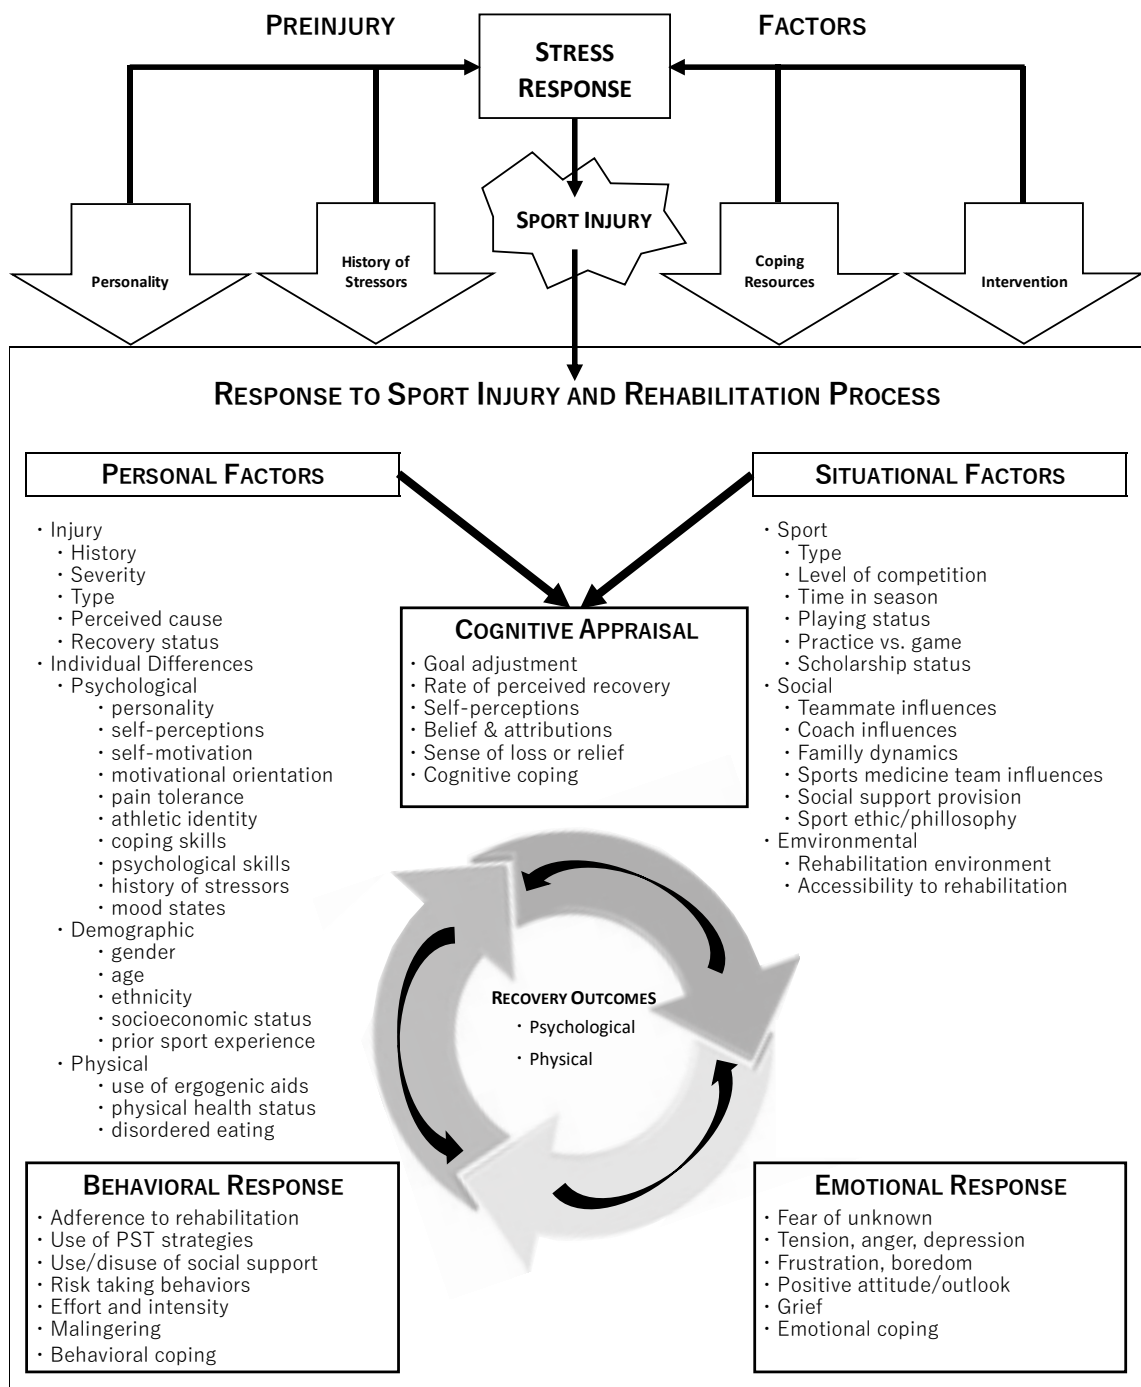 PREINJURY
FACTORS
STRESS
RESPONSE
SPORT INJURY
Personality
History of
Stressors
Coping
Resources
Intervention
RESPONSE TO SPORT INJURY AND REHABILITATION PROCESS
PERSONAL FACTORS
・Injury
・History
・Severity
・Type
・Perceived cause
・Recovery status
・Individual Differences
・Psychological
・personality
・self-perceptions
・self-motivation
・motivational orientation
・pain tolerance
・athletic identity
・coping skills
・psychological skills
・history of stressors
・mood states
・Demographic
・gender
・age
・ethnicity
・socioeconomic status
・prior sport experience
・Physical
・use of ergogenic aids
・physical health status
・disordered eating
SITUATIONAL FACTORS
・Sport
・Type
・Level of competition
・Time in season
・Playing status
・Practice vs. game
・Scholarship status
・Social
・Teammate influences
・Coach influences
・Familly dynamics
・Sports medicine team influences
・Social support provision
・Sport ethic/phillosophy
・Emvironmental
・Rehabilitation environment
・Accessibility to rehabilitation
COGNITIVE APPRAISAL
・Goal adjustment
・Rate of perceived recovery
・Self-perceptions
・Belief & attributions
・Sense of loss or relief
・Cognitive coping
RECOVERY OUTCOMES
・Psychological
・Physical
BEHAVIORAL RESPONSE
・Adference to rehabilitation
・Use of PST strategies
・Use/disuse of social support
・Risk taking behaviors
・Effort and intensity
・Malingering
・Behavioral coping
EMOTIONAL RESPONSE
・Fear of unknown
・Tension, anger, depression
・Frustration, boredom
・Positive attitude/outlook
・Grief
・Emotional coping